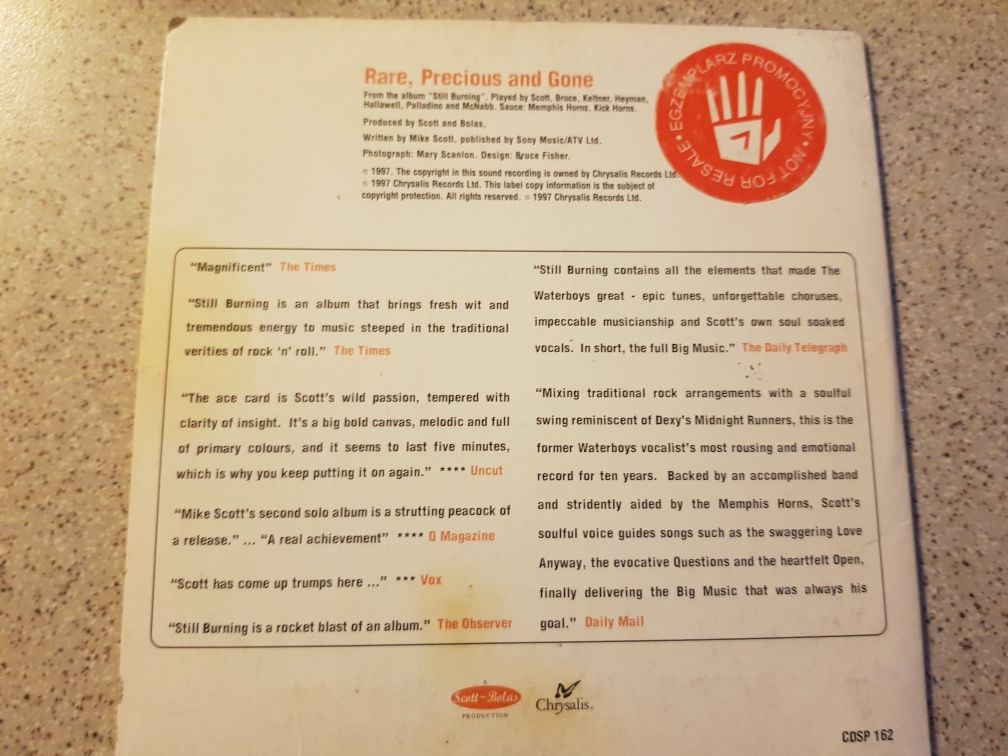 Rare, Precious and Gone
From the album "Still Burning". Played by Scott, Bruce, Keltner, Heyman,
Hallawell, Palladino and McNabb. Sauce: Memphis Horns, Kick Horns.
Produced by Scott and Bolas.
Written by Mike Scott, published by Sony Music/ATV Ltd.
Photograph: Mary Scanlon. Design: Bruce Fisher.
℗ 1997. The copyright in this sound recording is owned by Chrysalis Records Ltd.
© 1997 Chrysalis Records Ltd. This label copy information is the subject of
copyright protection. All rights reserved. © 1997 Chrysalis Records Ltd.
EGZEMPLARZ PROMOCYJNY • NOT FOR RESALE •
"Magnificent" The Times
"Still Burning is an album that brings fresh wit and
tremendous energy to music steeped in the traditional
verities of rock 'n' roll." The Times
"The ace card is Scott's wild passion, tempered with
clarity of insight. It's a big bold canvas, melodic and full
of primary colours, and it seems to last five minutes,
which is why you keep putting it on again." **** Uncut
"Mike Scott's second solo album is a strutting peacock of
a release." ... "A real achievement" **** Q Magazine
"Scott has come up trumps here ..." *** Vox
"Still Burning is a rocket blast of an album." The Observer
"Still Burning contains all the elements that made The
Waterboys great - epic tunes, unforgettable choruses,
impeccable musicianship and Scott's own soul soaked
vocals. In short, the full Big Music." The Daily Telegraph
"Mixing traditional rock arrangements with a soulful
swing reminiscent of Dexy's Midnight Runners, this is the
former Waterboys vocalist's most rousing and emotional
record for ten years. Backed by an accomplished band
and stridently aided by the Memphis Horns, Scott's
soulful voice guides songs such as the swaggering Love
Anyway, the evocative Questions and the heartfelt Open,
finally delivering the Big Music that was always his
goal." Daily Mail
A
Scott~Bolas
PRODUCTION
Chrysalis.
CDSP 162